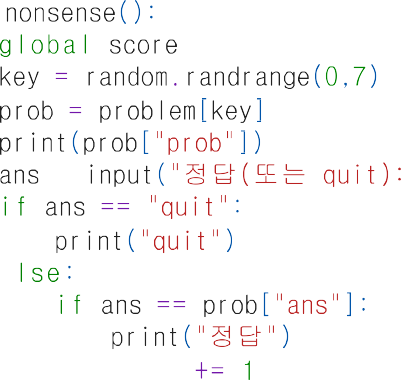 nonsense():
global score
key = random.randrange(0,7)
prob = problem[key]
print(prob["prob"])
ans input("정답(또는 quit):
if ans == "quit":
print("quit")
lse:
if ans == prob["ans"]:
print("정답")
+= 1